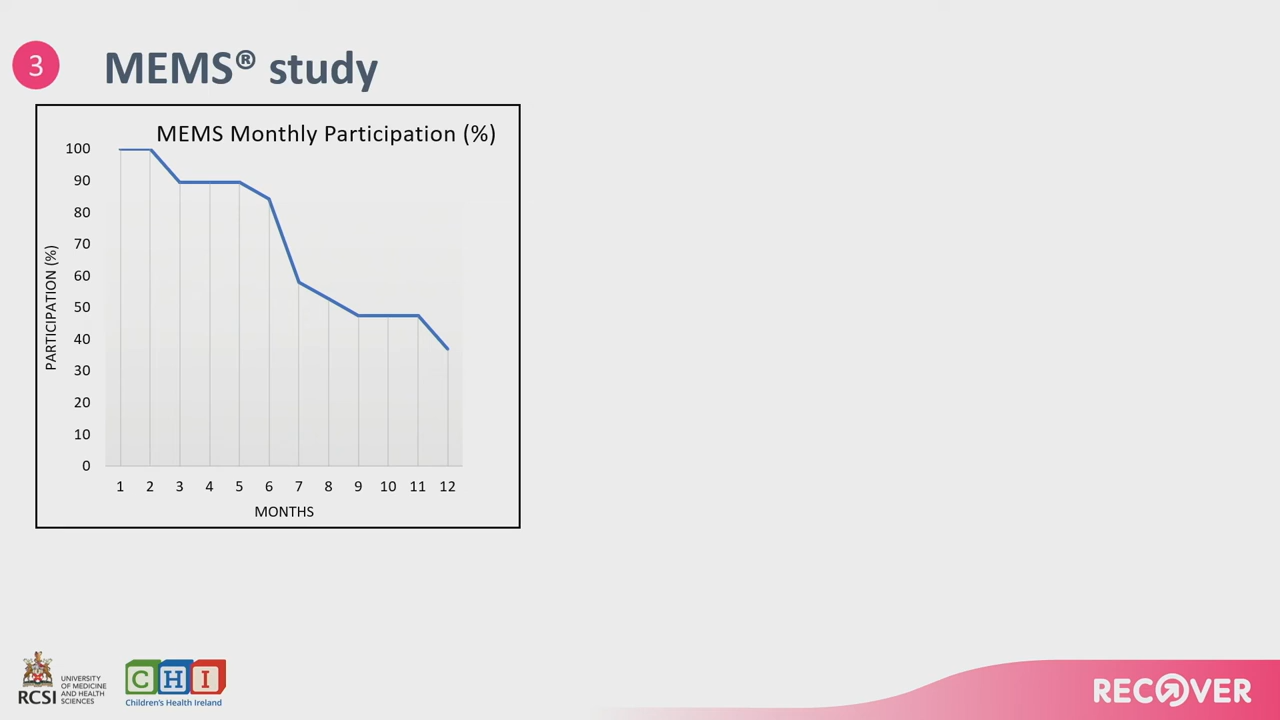 3
MEMS® study
MEMS Monthly Participation (%)
100
90
80
70
60
50
40
30
20
10
0
PARTICIPATION (%)
1 2 3 4 5 6 7 8 9 10 11 12
MONTHS
RCSI
UNIVERSITY
OF MEDICINE
AND HEALTH
SCIENCES
CHI
Children's Health Ireland
RECOVER